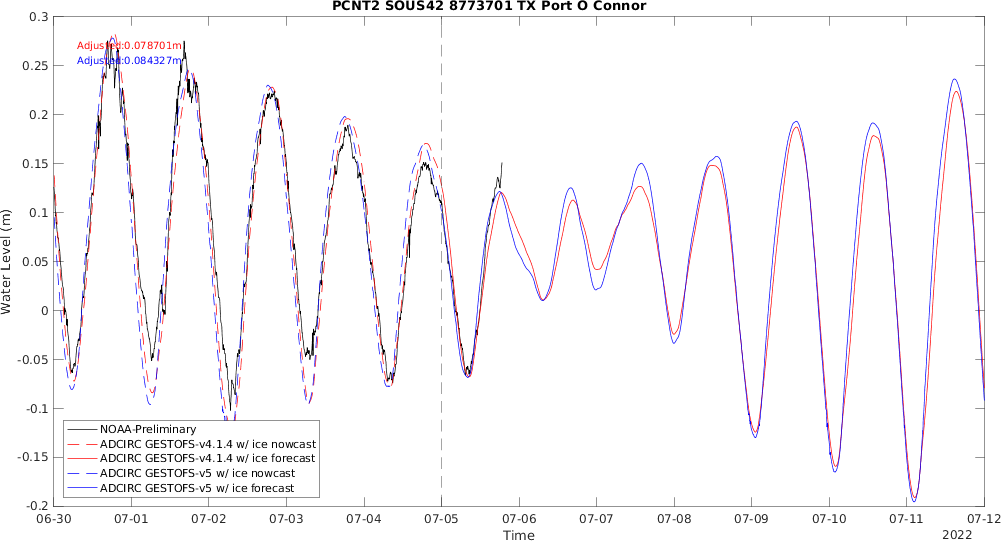 PCNT2 SOUS42 8773701 TX Port O Connor
0.3
0.25
0.2
0.15
0.1
0.05
0
-0.05
-0.1
-0.15
-0.2
Water Level (m)
Adjusted:0.078701m
Adjusted:0.084327m
NOAA-Preliminary
ADCIRC GESTOFS-v4.1.4 w/ ice nowcast
ADCIRC GESTOFS-v4.1.4 w/ ice forecast
ADCIRC GESTOFS-v5 w/ ice nowcast
ADCIRC GESTOFS-v5 w/ ice forecast
06-30 07-01 07-02 07-03 07-04 07-05 07-06 07-07 07-08 07-09 07-10 07-11 07-12
Time
2022